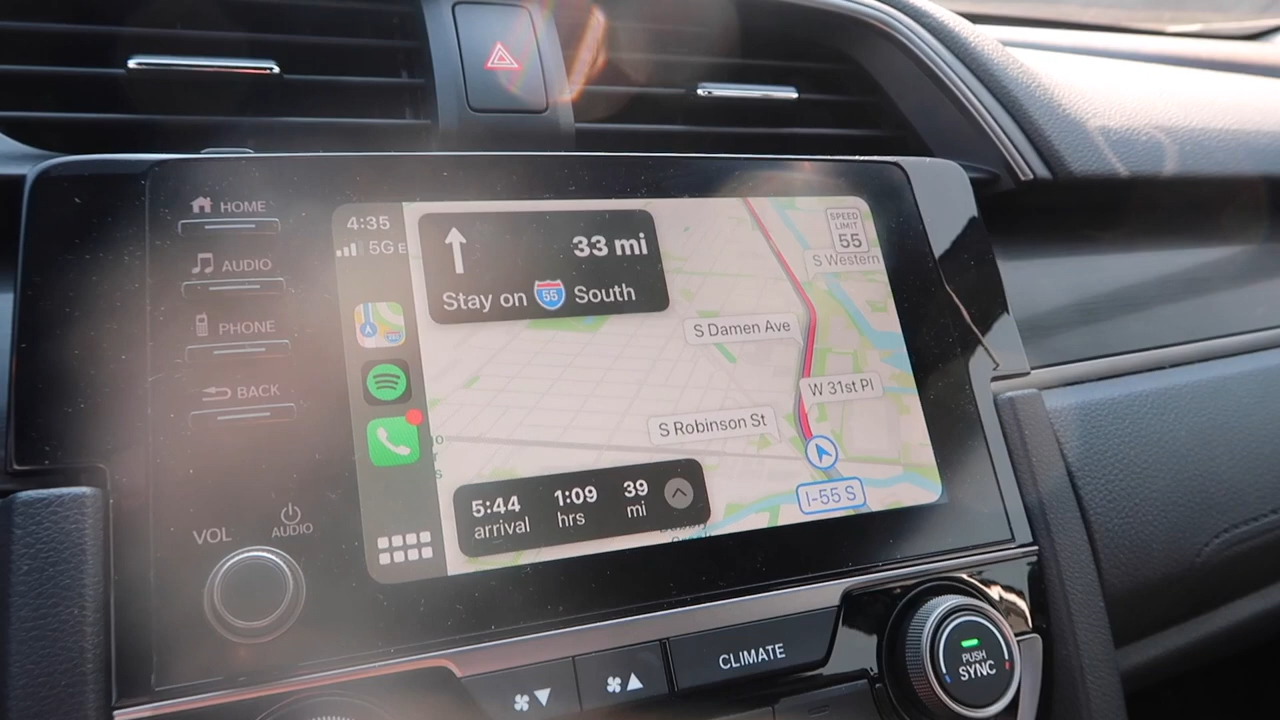 HOME
AUDIO
PHONE
BACK
VOL
AUDIO
4:35
5G E
33 mi
Stay on 55 South
SPEED
LIMIT
55
S Western
S Damen Ave
W 31st Pl
S Robinson St
I-55 S
5:44 1:09 39
arrival hrs mi
CLIMATE
PUSH
SYNC